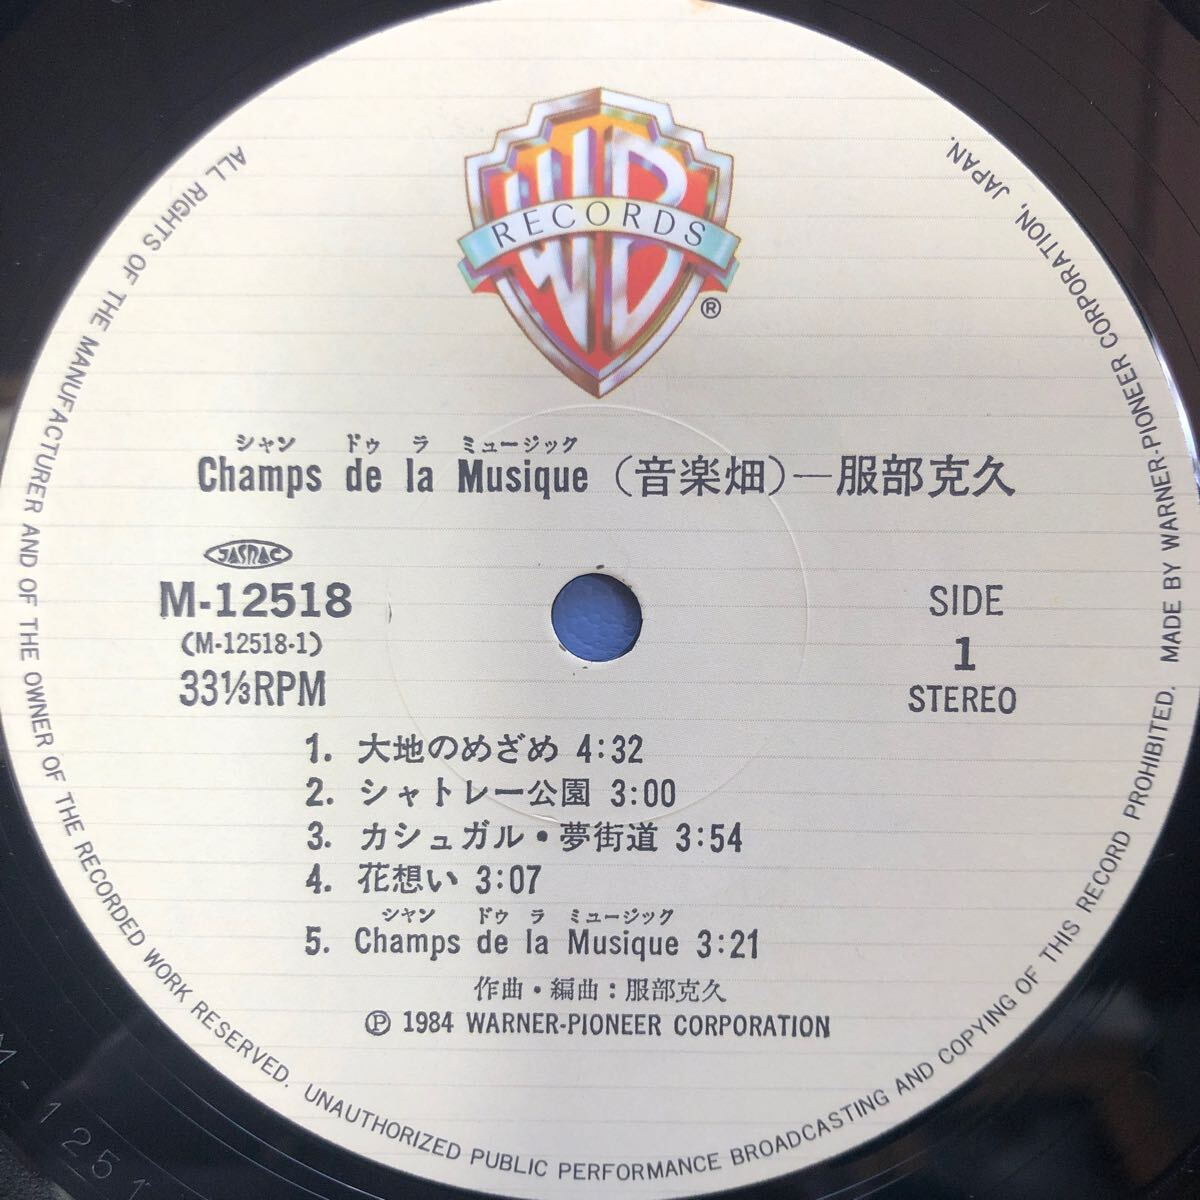 WB
RECORDS
®
シャン ドゥ ラ ミュージック
Champs de la Musique (音楽畑)—服部克久
JASRAC
M-12518
(M-12518-1)
33⅓RPM
SIDE
1
STEREO
1. 大地のめざめ 4:32
2. シャトレー公園 3:00
3. カシュガル・夢街道 3:54
4. 花想い 3:07
シャン ドゥ ラ ミュージック
5. Champs de la Musique 3:21
作曲・編曲：服部克久
Ⓟ 1984 WARNER-PIONEER CORPORATION
ALL RIGHTS OF THE MANUFACTURER AND OF THE OWNER OF THE RECORDED WORK RESERVED. UNAUTHORIZED PUBLIC PERFORMANCE BROADCASTING AND COPYING OF THIS RECORD PROHIBITED. MADE BY WARNER-PIONEER CORPORATION, JAPAN.
M-1251